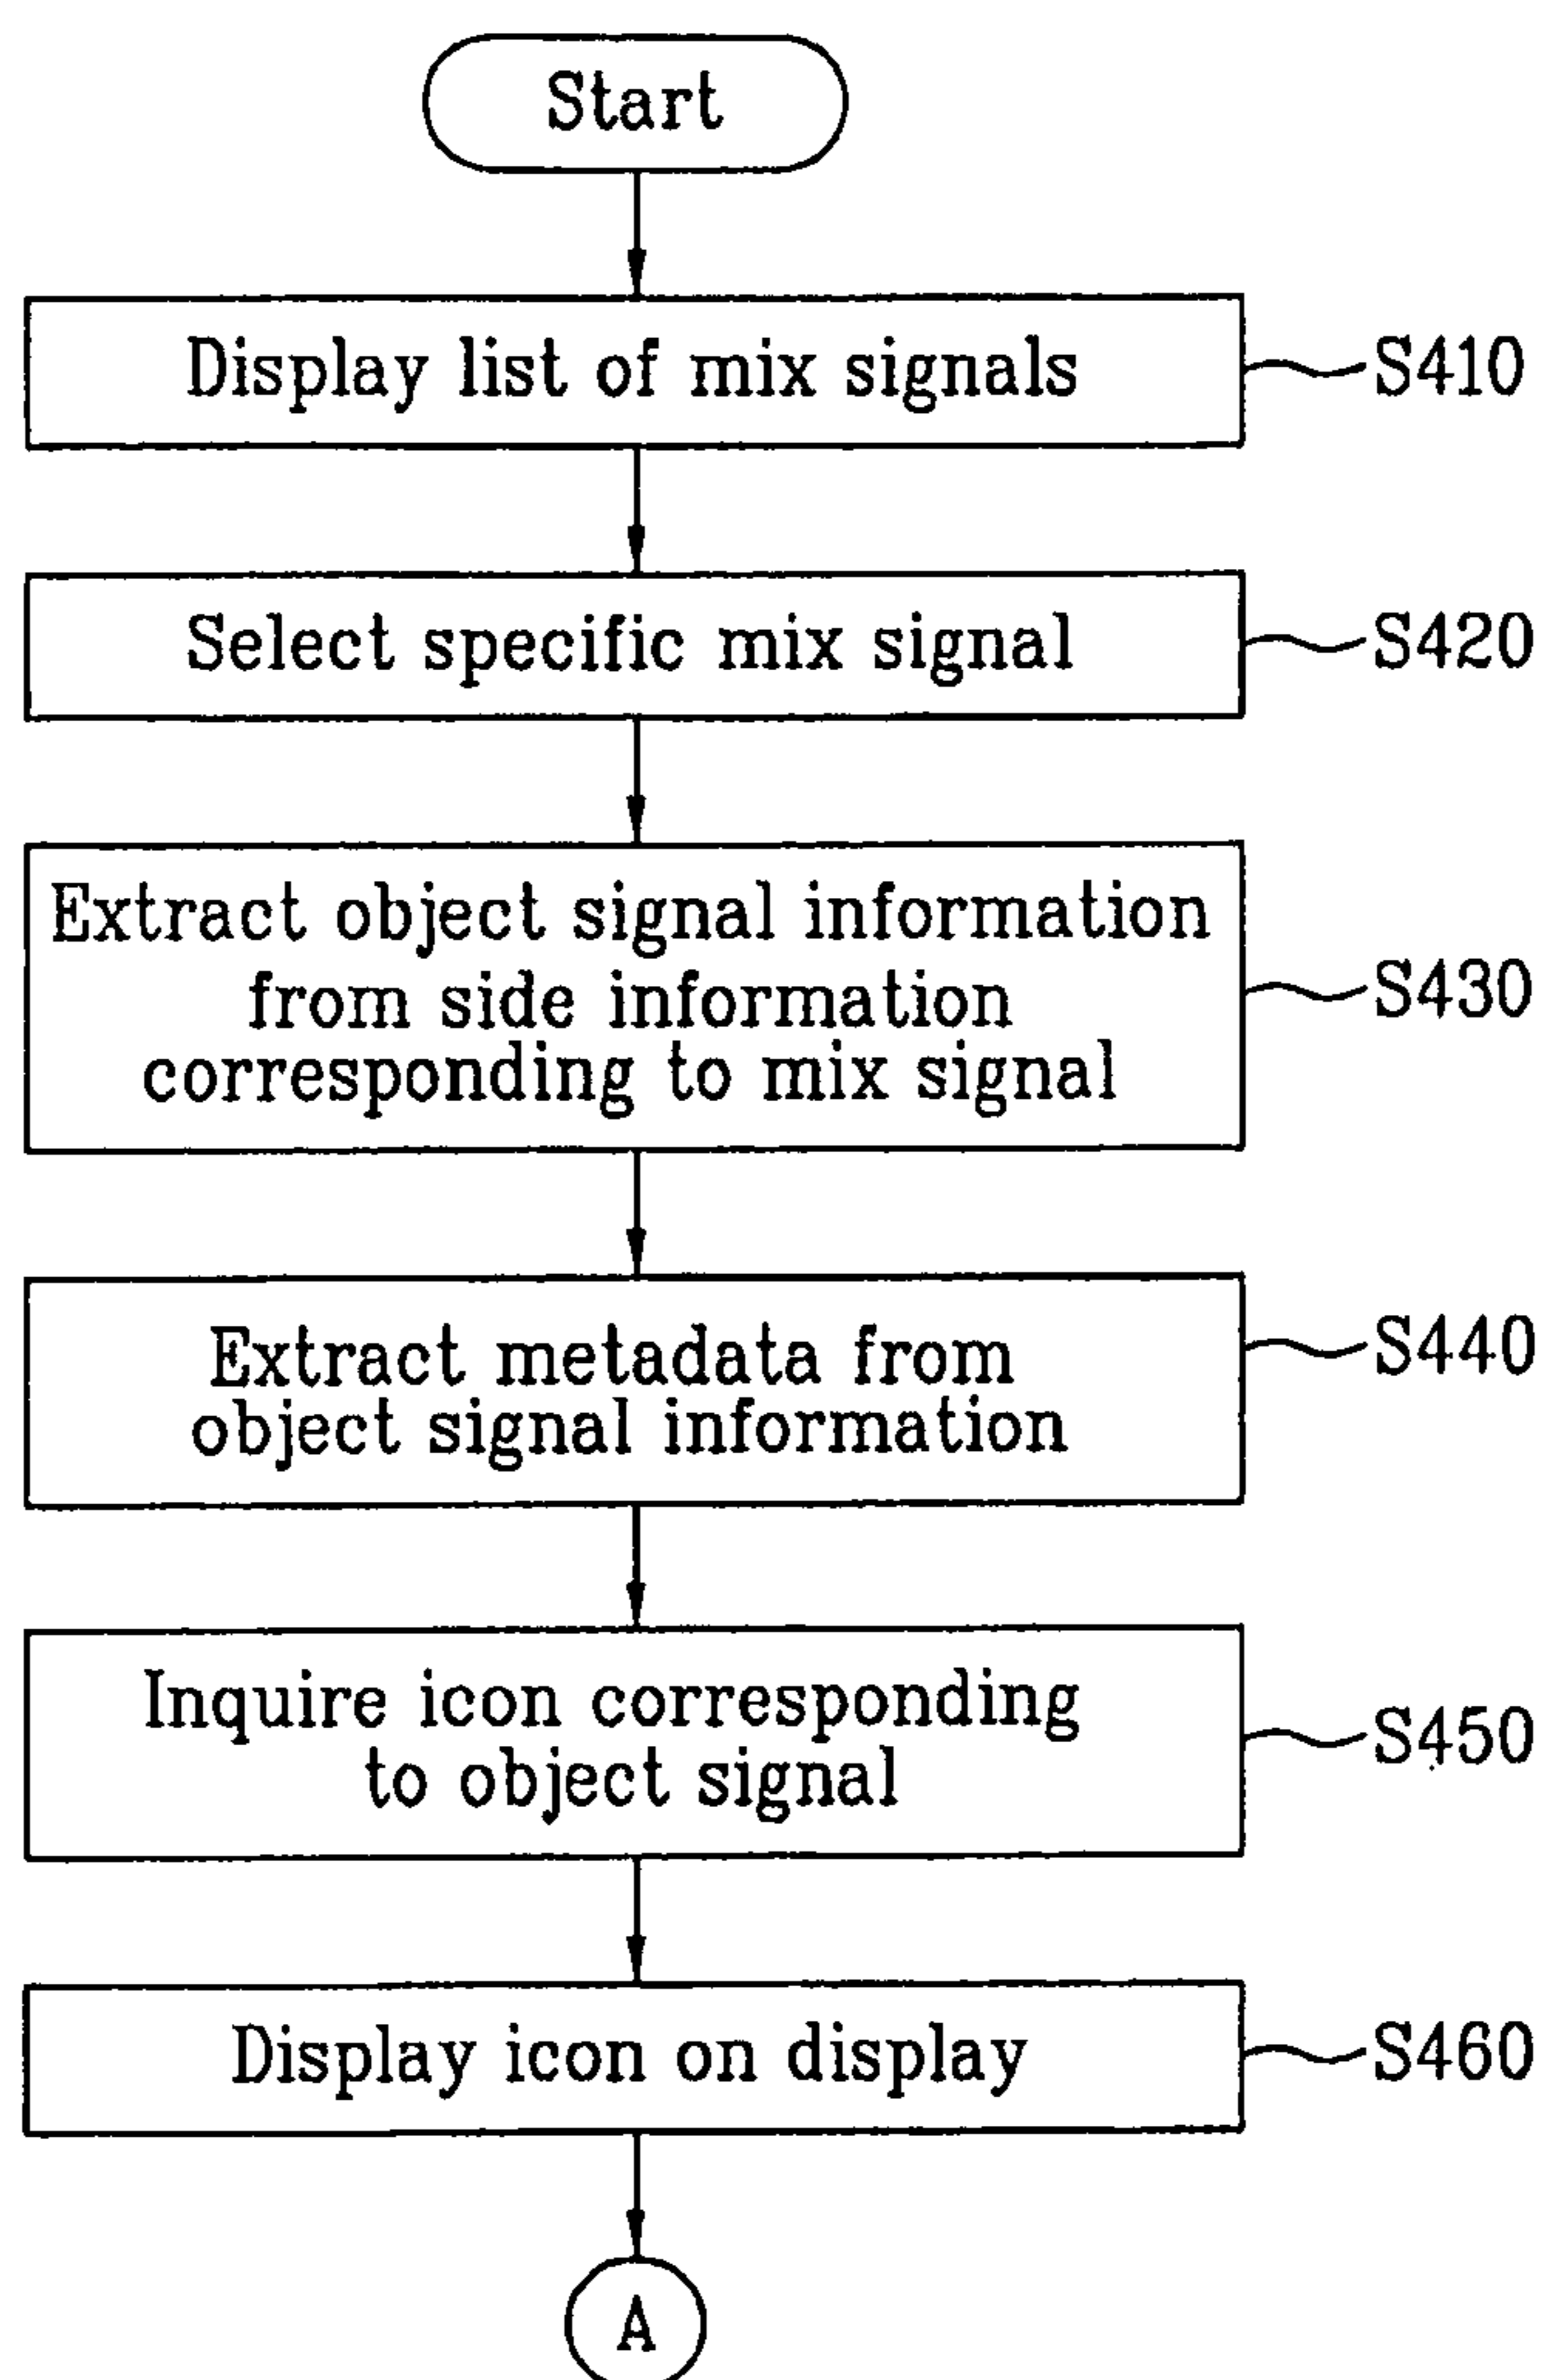 Start
Display list of mix signals
S410
Select specific mix signal
S420
Extract object signal information
from side information
corresponding to mix signal
S430
Extract metadata from
object signal information
S440
Inquire icon corresponding
to object signal
S450
Display icon on display
S460
A